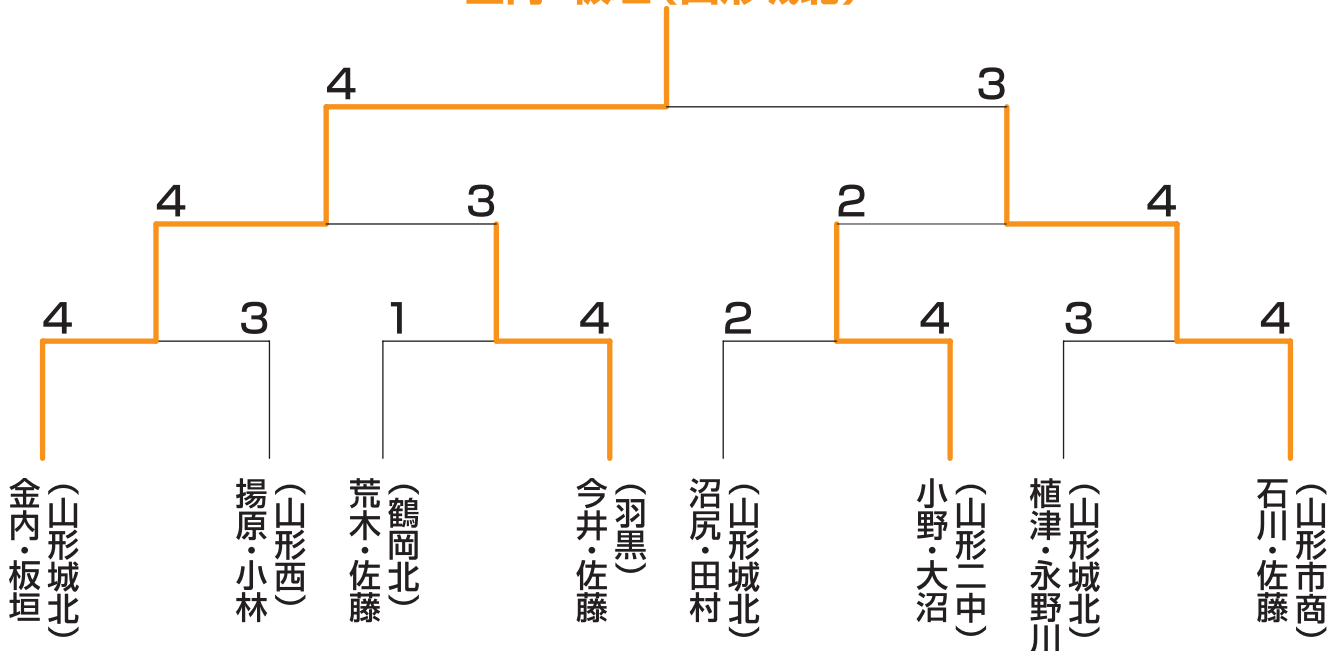 4
3
4
3
2
4
4
3
1
4
2
4
3
4
金内・板垣
(山形城北)
揚原・小林
(山形西)
荒木・佐藤
(鶴岡北)
今井・佐藤
(羽黒)
沼尻・田村
(山形城北)
小野・大沼
(山形二中)
植津・永野川
(山形城北)
石川・佐藤
(山形市商)